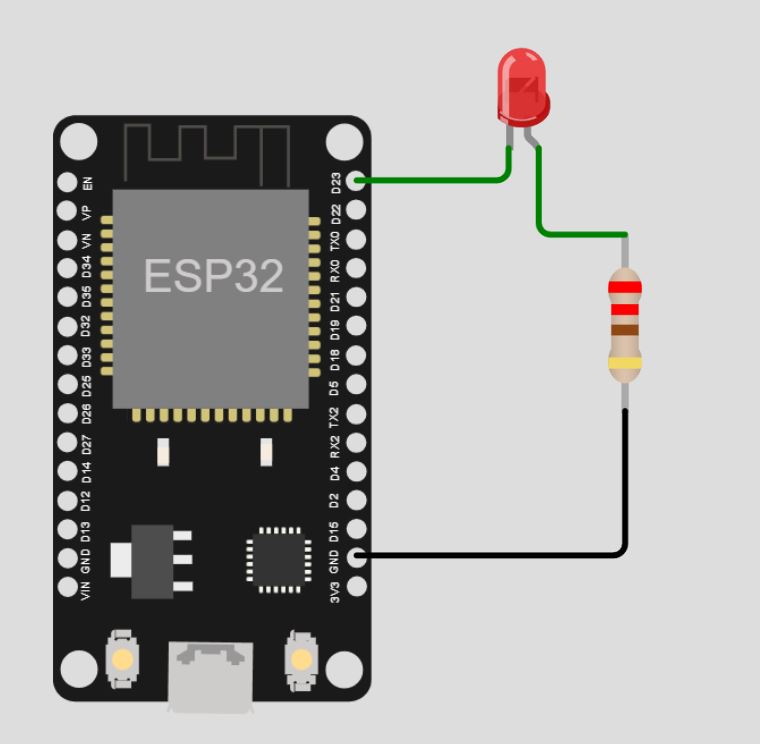 ESP32
EN
VP
VN
D34
D35
D32
D33
D25
D26
D27
D14
D12
D13
GND
VIN
D23
D22
TX0
RX0
D21
D19
D18
D5
TX2
RX2
D4
D2
D15
GND
3V3